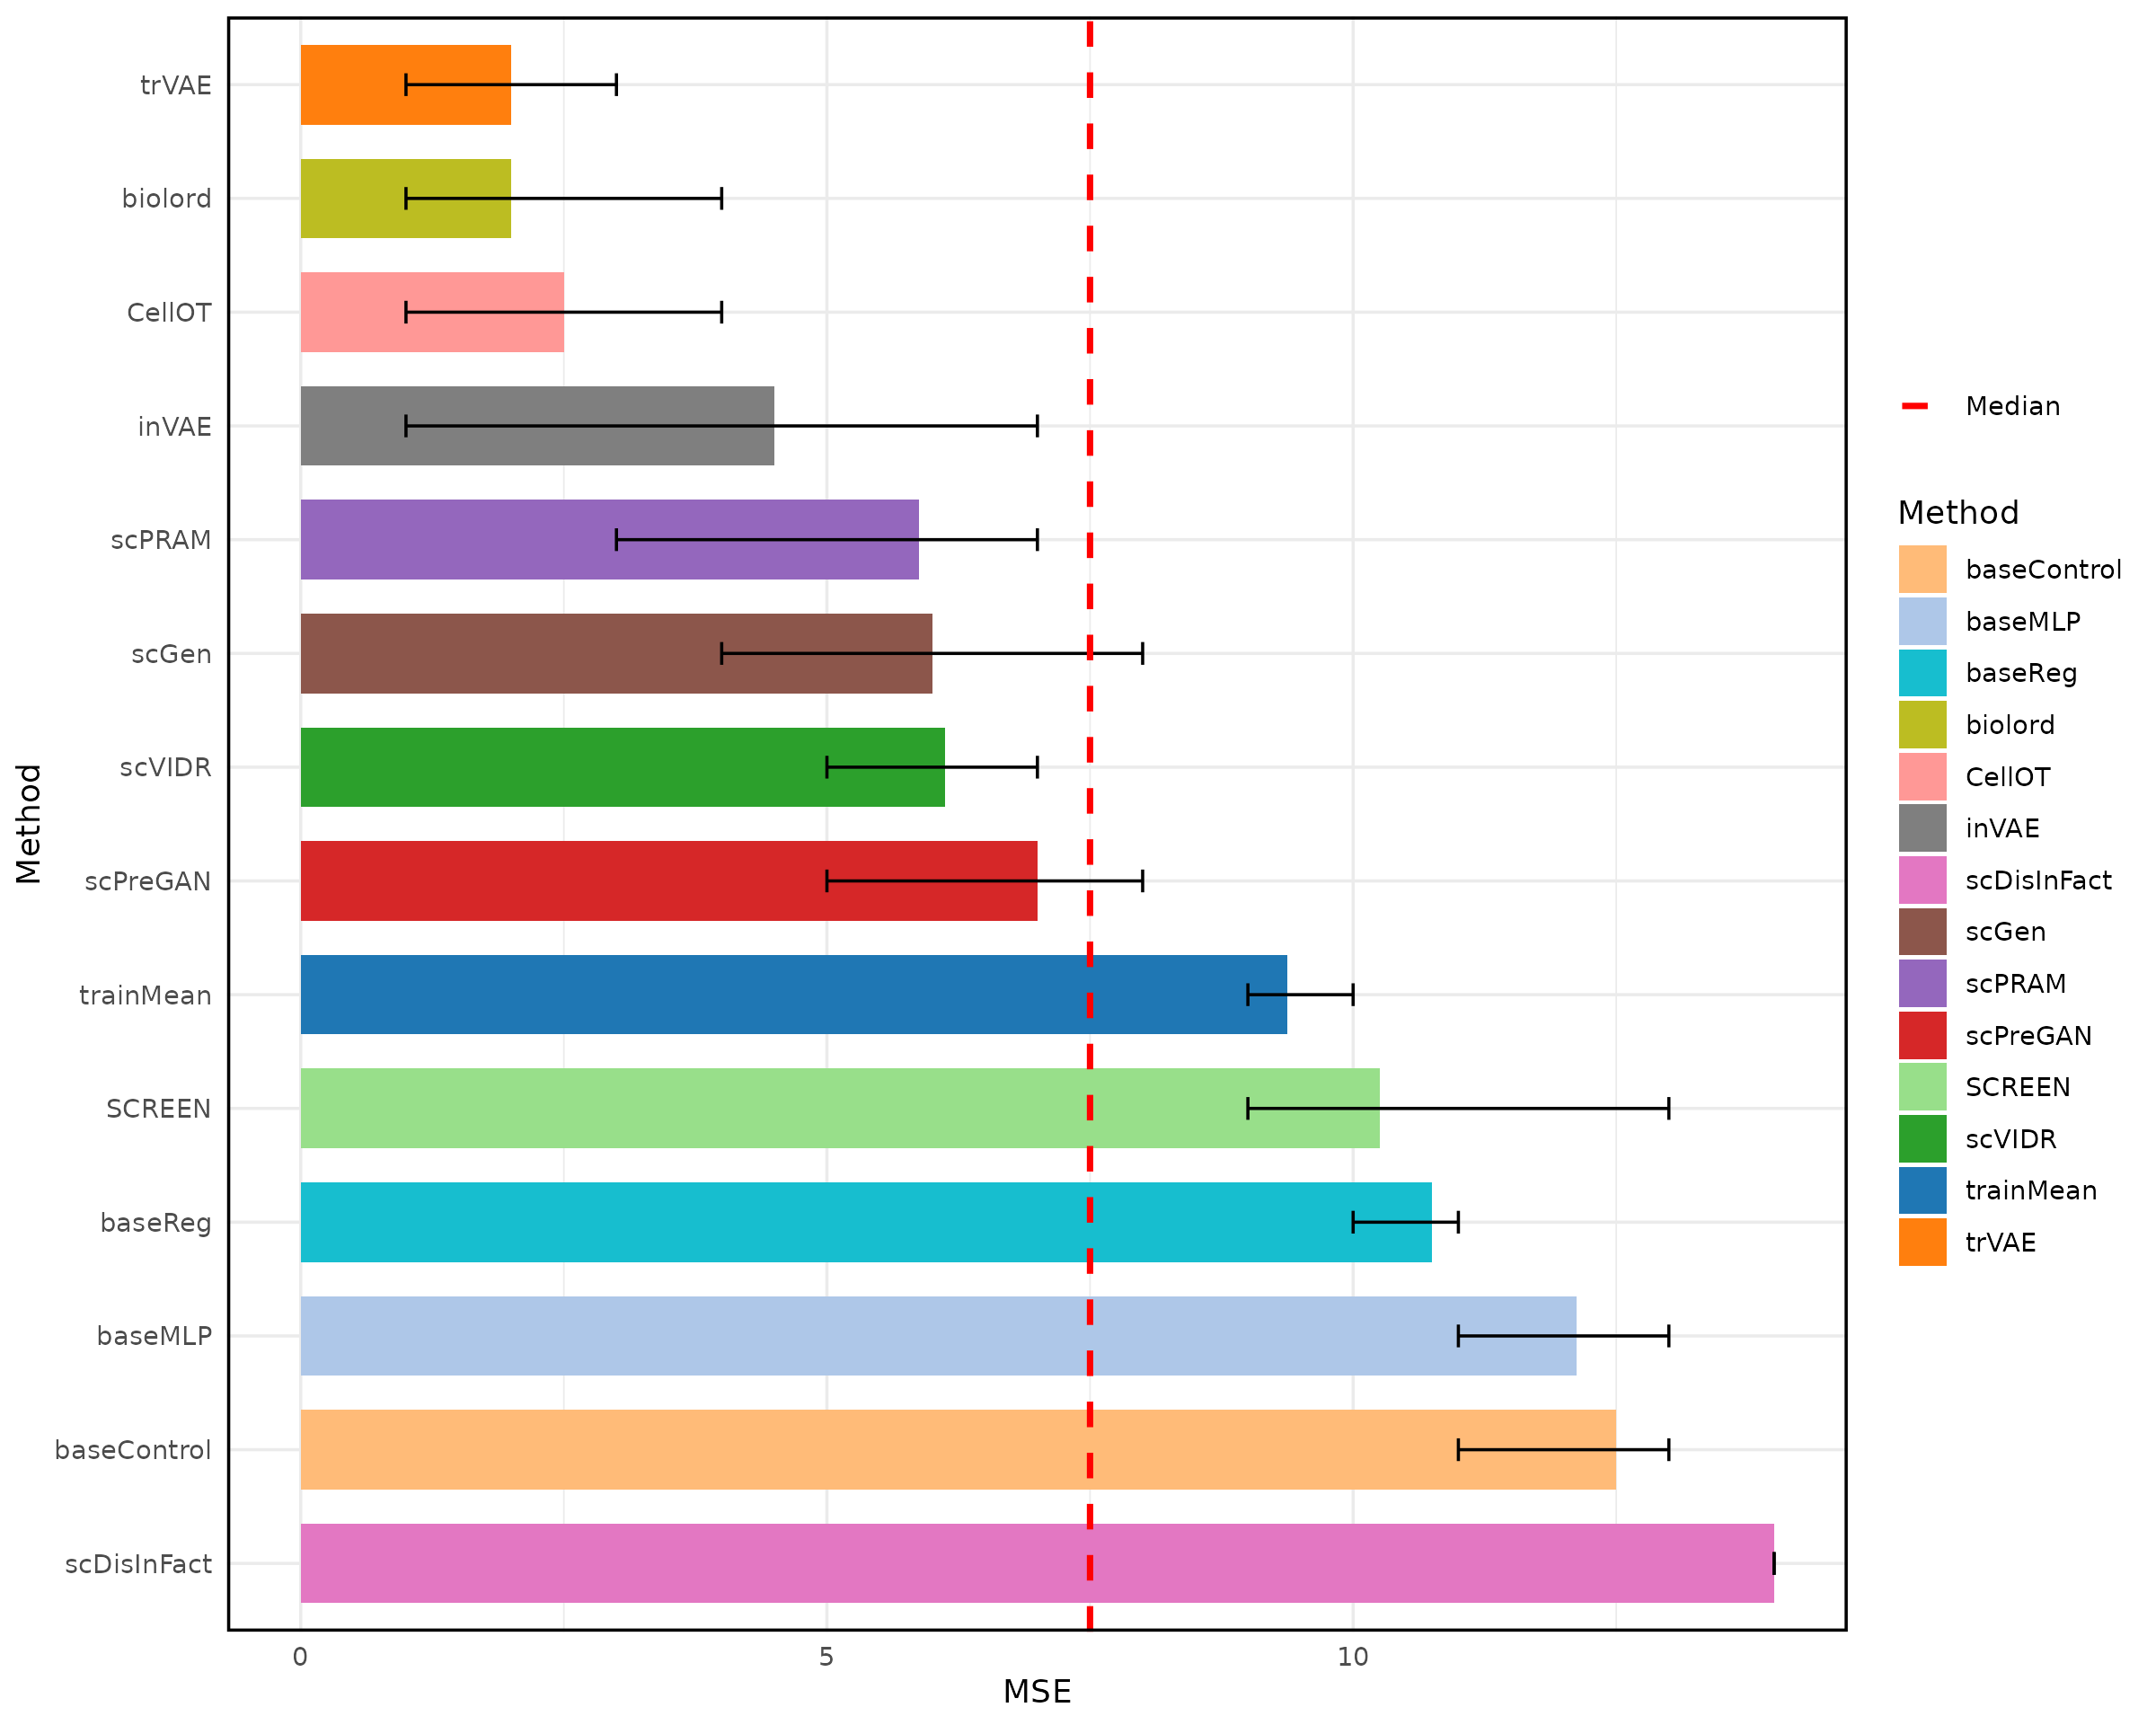 trVAE
biolord
CellOT
inVAE
scPRAM
scGen
scVIDR
scPreGAN
trainMean
SCREEN
baseReg
baseMLP
baseControl
scDisInFact
Method
0 5 10
MSE
Median
Method
baseControl
baseMLP
baseReg
biolord
CellOT
inVAE
scDisInFact
scGen
scPRAM
scPreGAN
SCREEN
scVIDR
trainMean
trVAE